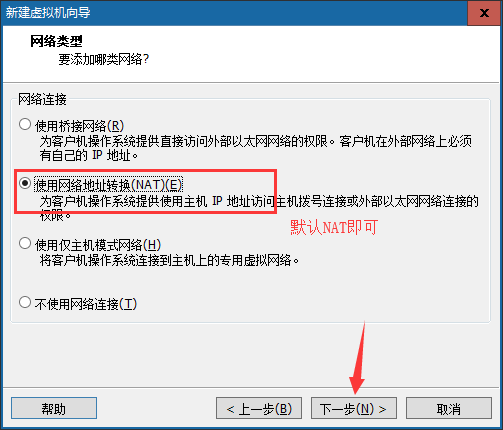 新建虚拟机向导
x
网络类型
要添加哪类网络?
网络连接
使用桥接网络(R)
为客户机操作系统提供直接访问外部以太网网络的权限。客户机在外部网络上必须
有自己的 IP 地址。
使用网络地址转换(NAT)(E)
为客户机操作系统提供使用主机 IP 地址访问主机拨号连接或外部以太网网络连接的
权限。
默认NAT即可
使用仅主机模式网络(H)
将客户机操作系统连接到主机上的专用虚拟网络。
不使用网络连接(T)
帮助
< 上一步(B)
下一步(N) >
取消